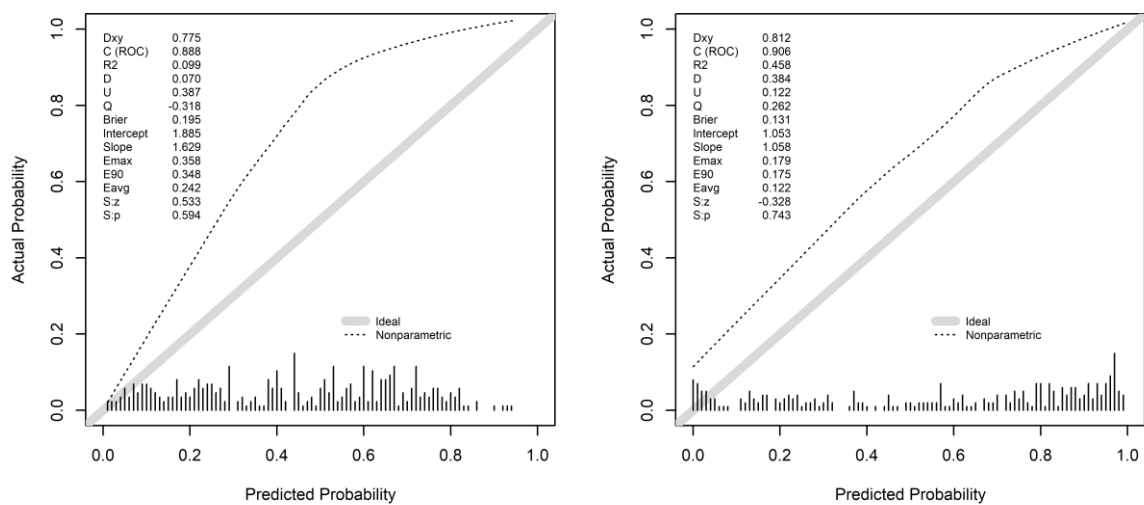 Dxy 0.775
C (ROC) 0.888
R2 0.099
D 0.070
U 0.387
Q -0.318
Brier 0.195
Intercept 1.885
Slope 1.629
Emax 0.358
E90 0.348
Eavg 0.242
S:z 0.533
S:p 0.594
Ideal
Nonparametric
Actual Probability
0.0
0.2
0.4
0.6
0.8
1.0
0.0 0.2 0.4 0.6 0.8 1.0
Predicted Probability
Dxy 0.812
C (ROC) 0.906
R2 0.458
D 0.384
U 0.122
Q 0.262
Brier 0.131
Intercept 1.053
Slope 1.058
Emax 0.179
E90 0.175
Eavg 0.122
S:z -0.328
S:p 0.743
Ideal
Nonparametric
Actual Probability
0.0
0.2
0.4
0.6
0.8
1.0
0.0 0.2 0.4 0.6 0.8 1.0
Predicted Probability